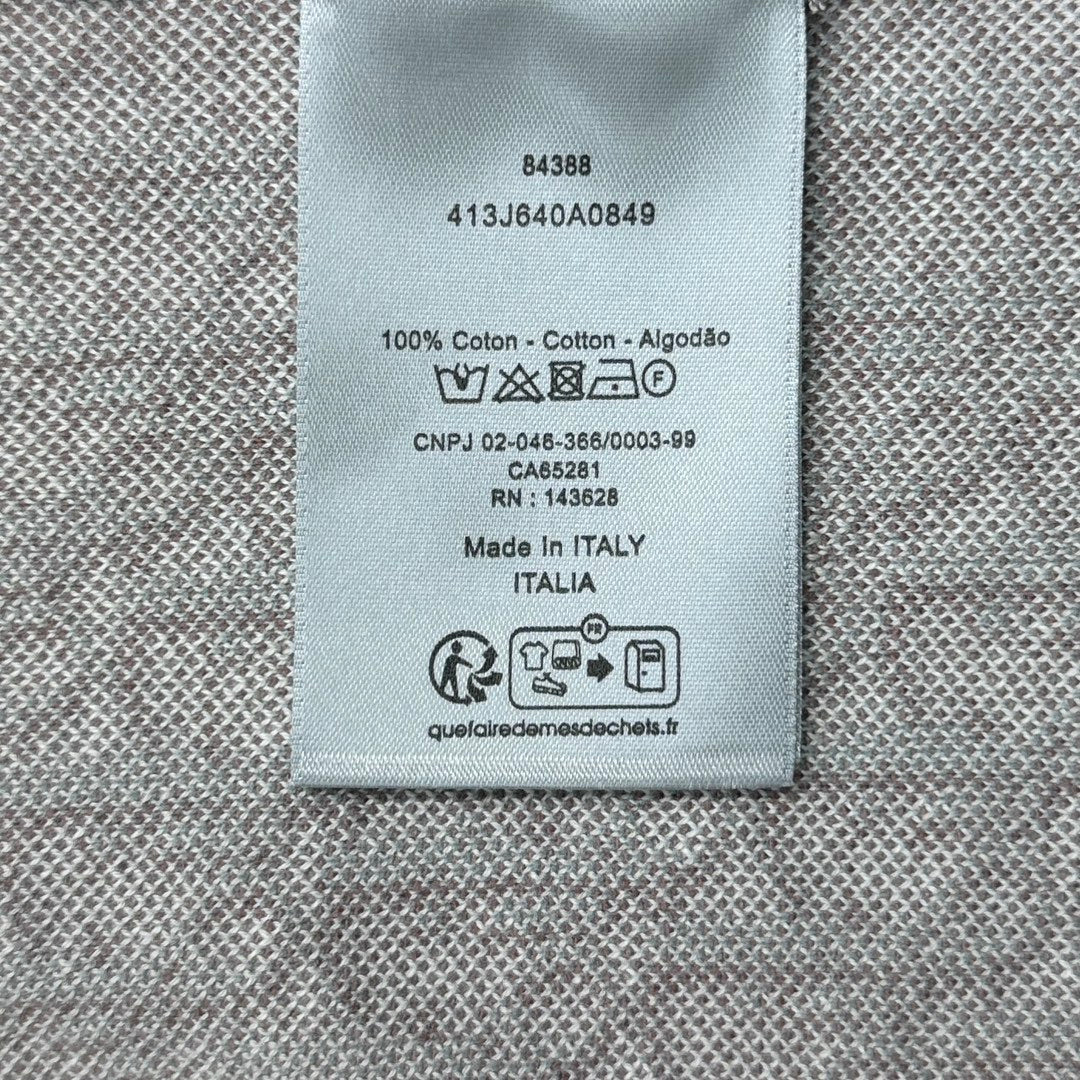 84388
413J640A0849
100% Coton - Cotton - Algodão
F
CNPJ 02-046-366/0003-99
CA65281
RN : 143628
Made in ITALY
ITALIA
FR
quefairedemesdechets.fr